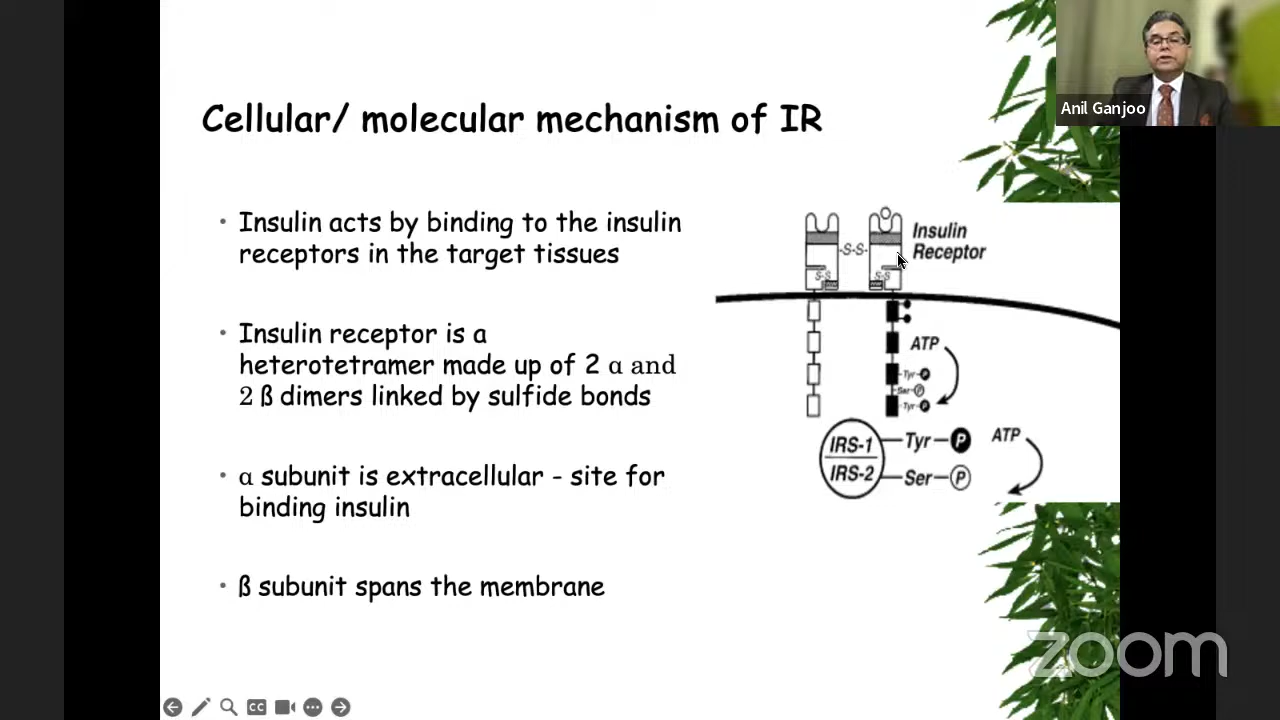 Anil Ganjoo
Cellular/ molecular mechanism of IR
• Insulin acts by binding to the insulin
receptors in the target tissues
• Insulin receptor is a
heterotetramer made up of 2 α and
2 ß dimers linked by sulfide bonds
• α subunit is extracellular - site for
binding insulin
• ß subunit spans the membrane
Insulin
Receptor
-S-S-
S-S
S-S
ATP
Tyr P
Ser P
Tyr P
IRS-1 Tyr P
IRS-2 Ser P
ATP
CC
zoom